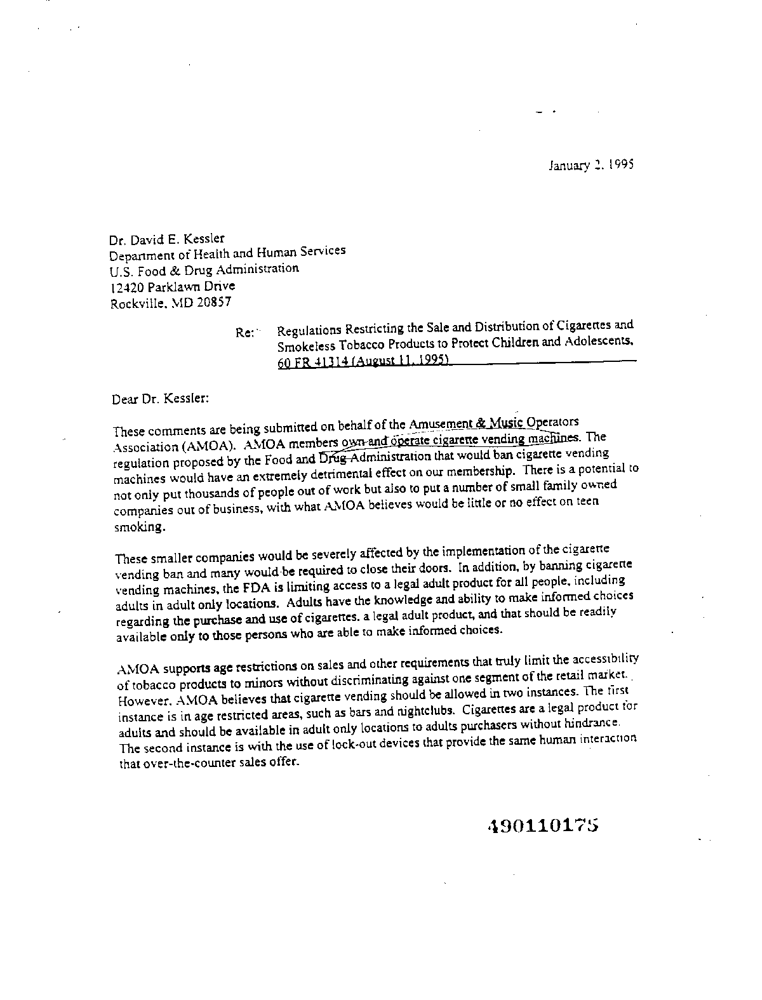 January 2, 1995
Dr. David E. Kessler
Department of Health and Human Services
U.S. Food & Drug Administration
12420 Parklawn Drive
Rockville, MD 20857
Re: Regulations Restricting the Sale and Distribution of Cigarettes and
Smokeless Tobacco Products to Protect Children and Adolescents,
60 FR 41314 (August 11, 1995)
Dear Dr. Kessler:
These comments are being submitted on behalf of the Amusement & Music Operators
Association (AMOA). AMOA members own and operate cigarette vending machines. The
regulation proposed by the Food and Drug Administration that would ban cigarette vending
machines would have an extremely detrimental effect on our membership. There is a potential to
not only put thousands of people out of work but also to put a number of small family owned
companies out of business, with what AMOA believes would be little or no effect on teen
smoking.
These smaller companies would be severely affected by the implementation of the cigarette
vending ban and many would be required to close their doors. In addition, by banning cigarette
vending machines, the FDA is limiting access to a legal adult product for all people, including
adults in adult only locations. Adults have the knowledge and ability to make informed choices
regarding the purchase and use of cigarettes, a legal adult product, and that should be readily
available only to those persons who are able to make informed choices.
AMOA supports age restrictions on sales and other requirements that truly limit the accessibility
of tobacco products to minors without discriminating against one segment of the retail market.
However, AMOA believes that cigarette vending should be allowed in two instances. The first
instance is in age restricted areas, such as bars and nightclubs. Cigarettes are a legal product for
adults and should be available in adult only locations to adults purchasers without hindrance.
The second instance is with the use of lock-out devices that provide the same human interaction
that over-the-counter sales offer.
490110175